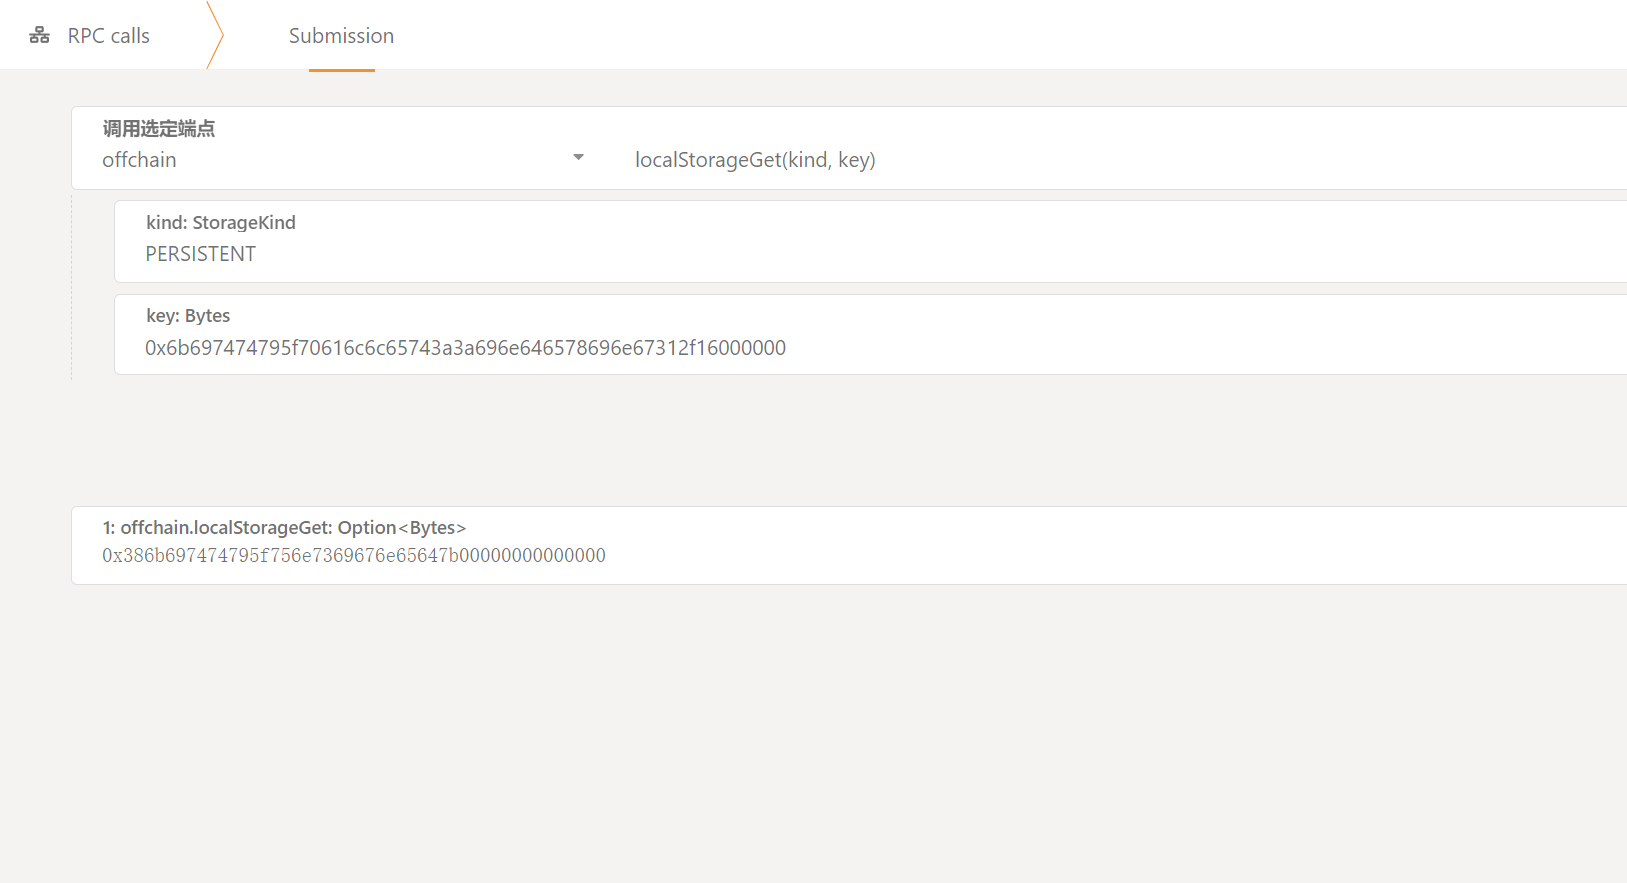 RPC calls
Submission
调用选定端点
offchain
localStorageGet(kind, key)
kind: StorageKind
PERSISTENT
key: Bytes
0x6b697474795f70616c6c65743a3a696e646578696e67312f16000000
1: offchain.localStorageGet: Option<Bytes>
0x386b697474795f756e7369676e65647b00000000000000